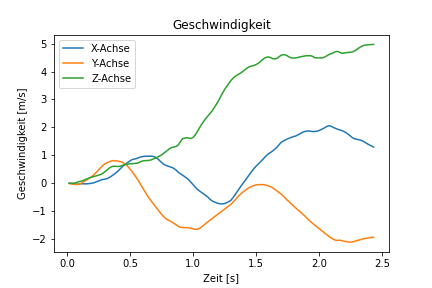 Geschwindigkeit
X-Achse
Y-Achse
Z-Achse
Geschwindigkeit [m/s]
5
4
3
2
1
0
−1
−2
0.0 0.5 1.0 1.5 2.0 2.5
Zeit [s]